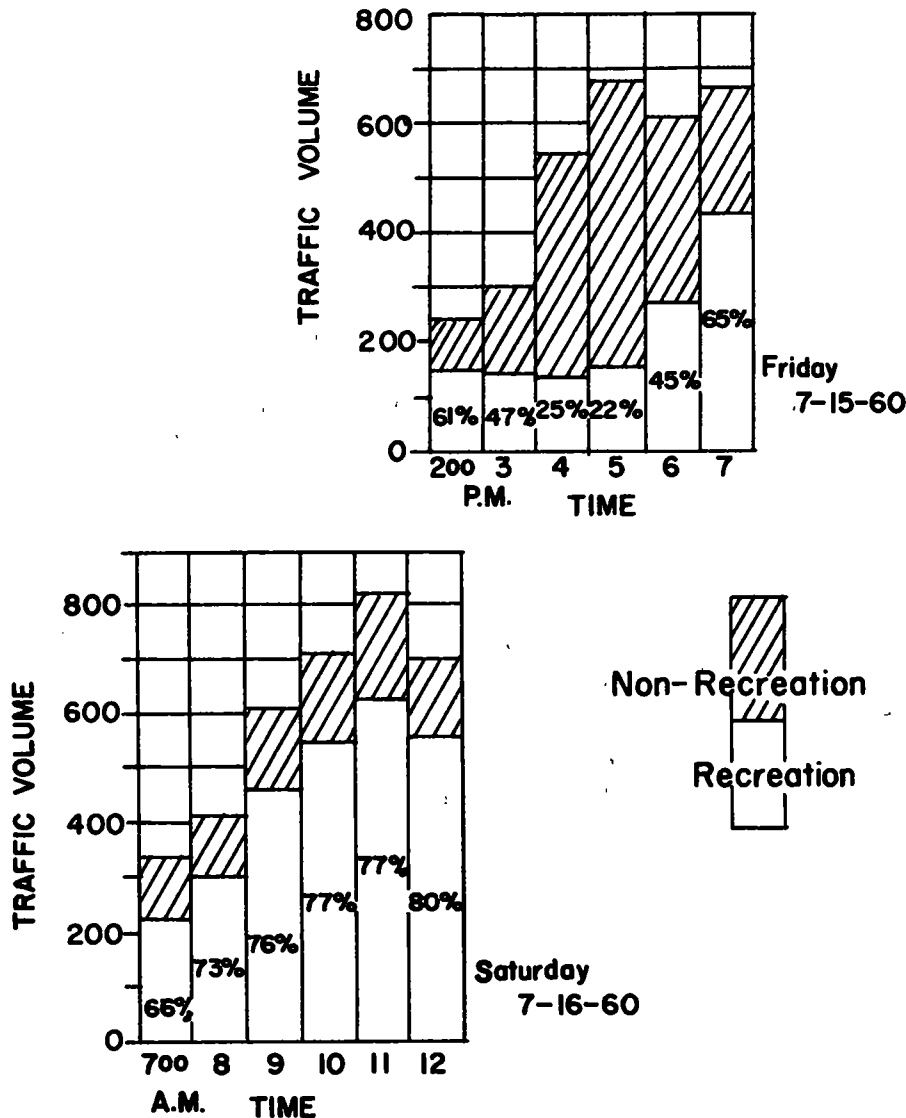 TRAFFIC VOLUME
800
600
400
200
0
61% 47% 25% 22% 45% 65%
200 3 4 5 6 7
P.M. TIME
Friday
7-15-60
TRAFFIC VOLUME
800
600
400
200
0
73% 76% 77% 77% 80%
700 8 9 10 11 12
A.M. TIME
Saturday
7-16-60
Non-Recreation
Recreation